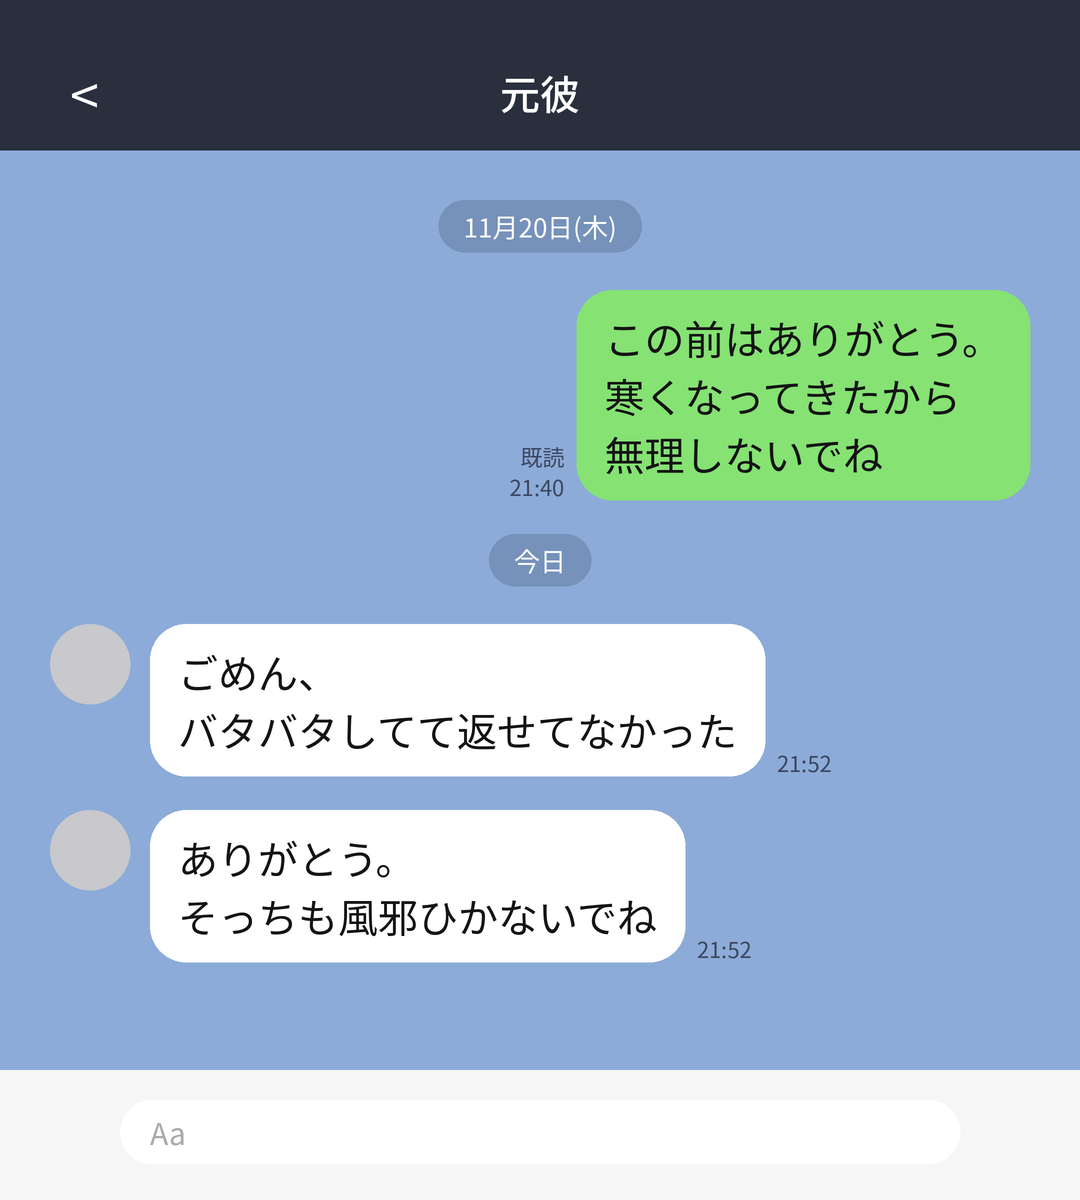 <
元彼
11月20日(木)
この前はありがとう。
寒くなってきたから
無理しないでね
既読
21:40
今日
ごめん、
バタバタしてて返せてなかった
21:52
ありがとう。
そっちも風邪ひかないでね
21:52
Aa